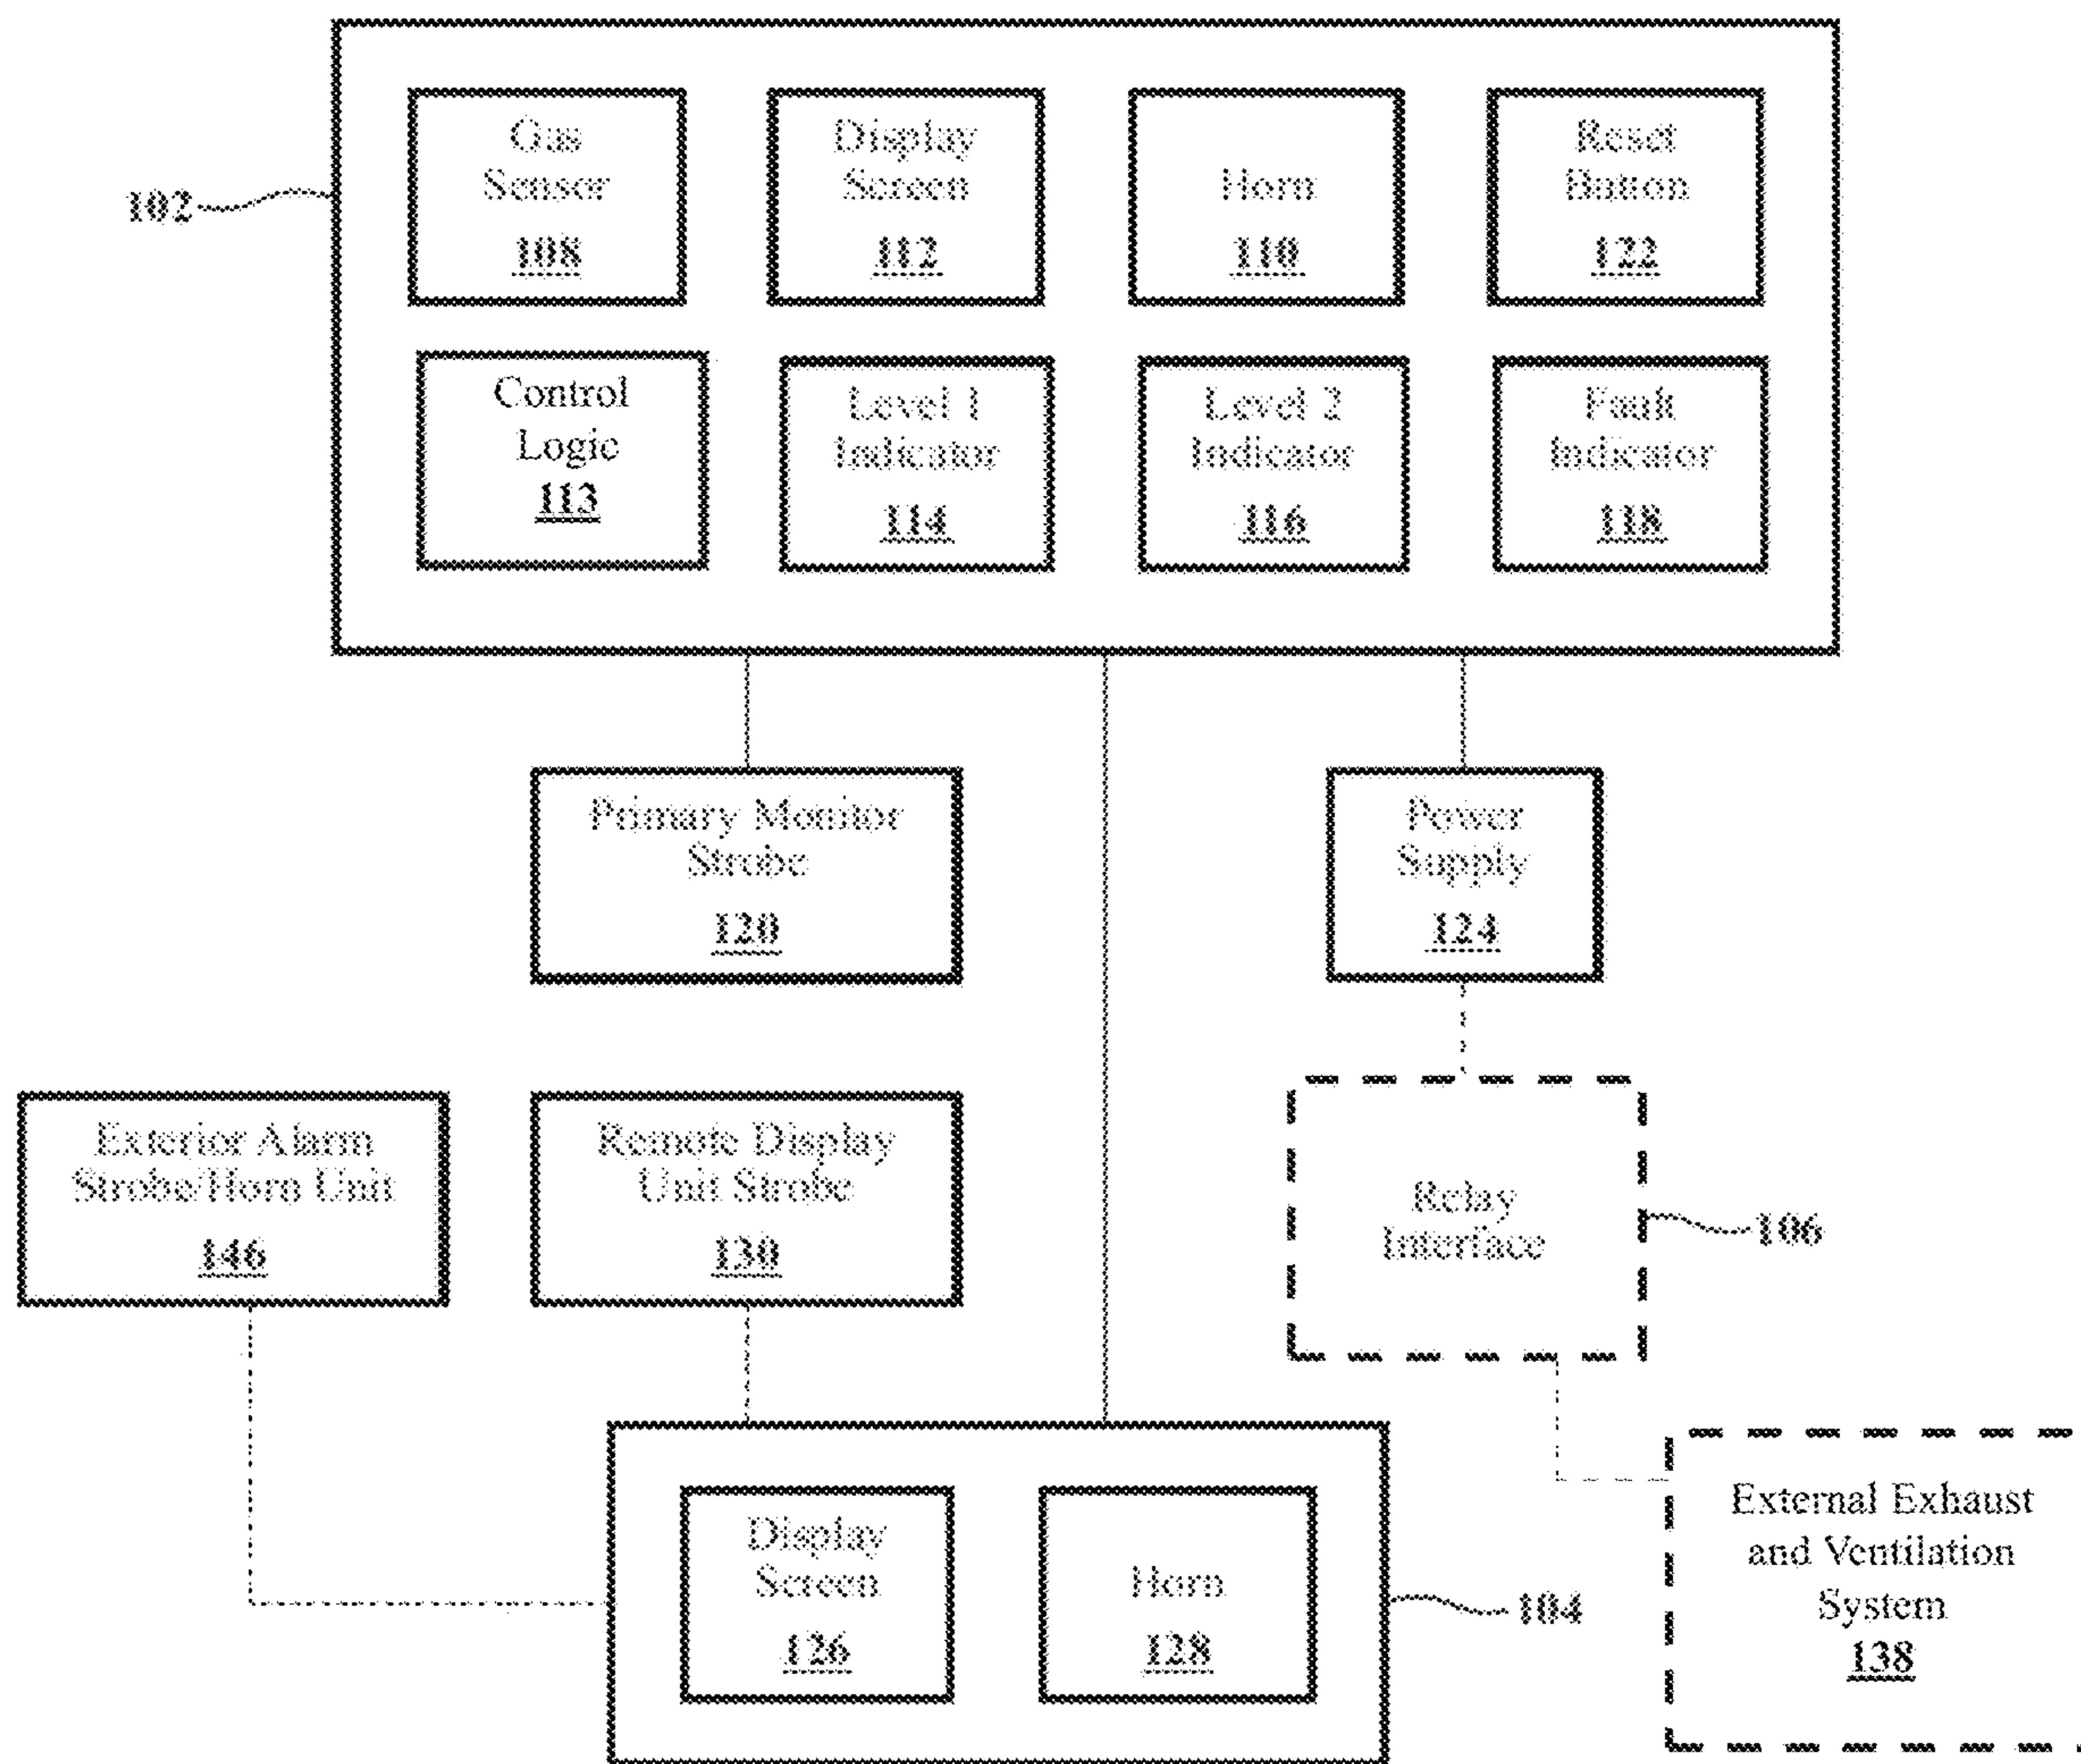 Gas
Sensor
108
Display
Screen
112
Horn
110
Reset
Button
122
102
Control
Logic
113
Level 1
Indicator
114
Level 2
Indicator
116
Fault
Indicator
118
Primary Monitor
Strobe
120
Power
Supply
124
Exterior Alarm
Strobe/Horn Unit
146
Remote Display
Unit Strobe
130
Relay
Interface
106
Display
Screen
126
Horn
128
104
External Exhaust
and Ventilation
System
138